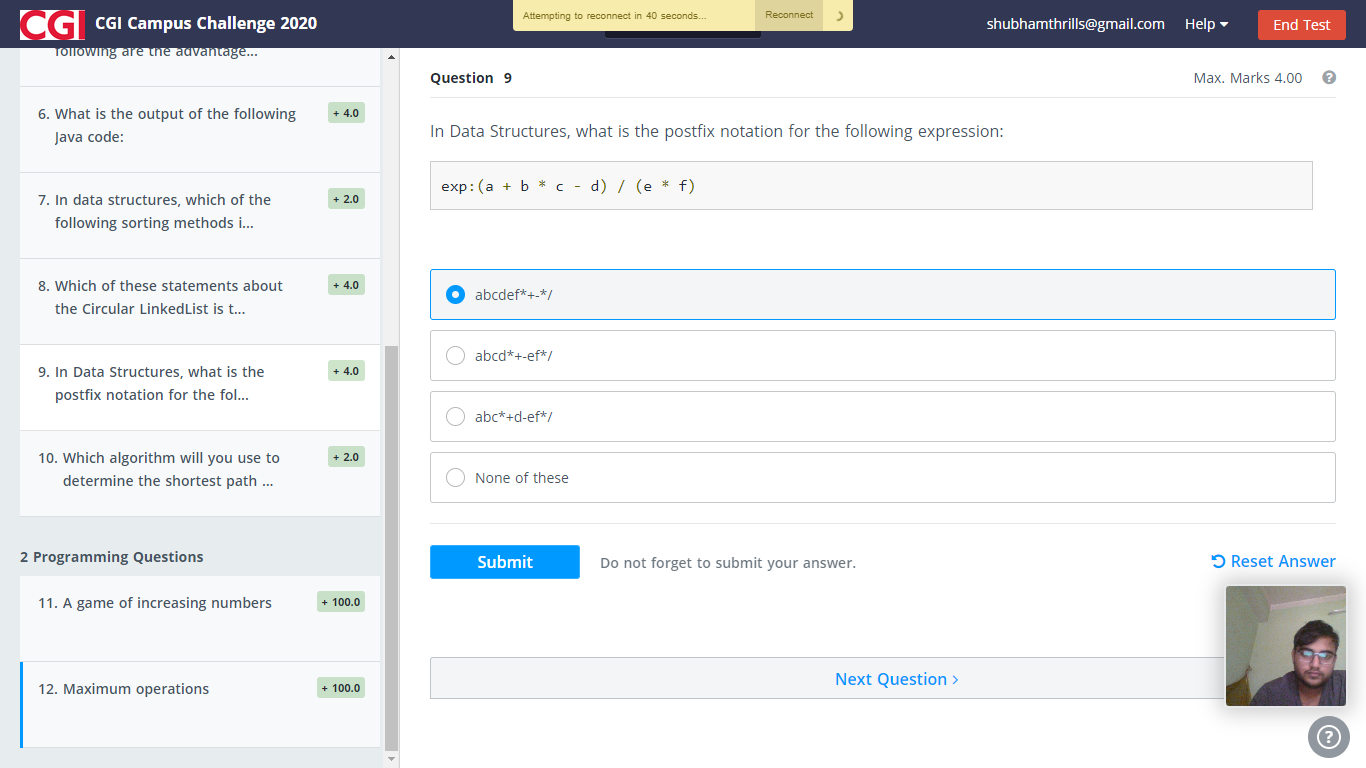 CGI CGI Campus Challenge 2020
Attempting to reconnect in 40 seconds... Reconnect
shubhamthrills@gmail.com Help End Test
following are the advantage...
6. What is the output of the following + 4.0
Java code:
7. In data structures, which of the + 2.0
following sorting methods i...
8. Which of these statements about + 4.0
the Circular LinkedList is t...
9. In Data Structures, what is the + 4.0
postfix notation for the fol...
10. Which algorithm will you use to + 2.0
determine the shortest path ...
2 Programming Questions
11. A game of increasing numbers + 100.0
12. Maximum operations + 100.0
Question 9 Max. Marks 4.00 ?
In Data Structures, what is the postfix notation for the following expression:
exp:(a + b * c - d) / (e * f)
abcdef*+-*/
abcd*+-ef*/
abc*+d-ef*/
None of these
Submit Do not forget to submit your answer. Reset Answer
Next Question >
?